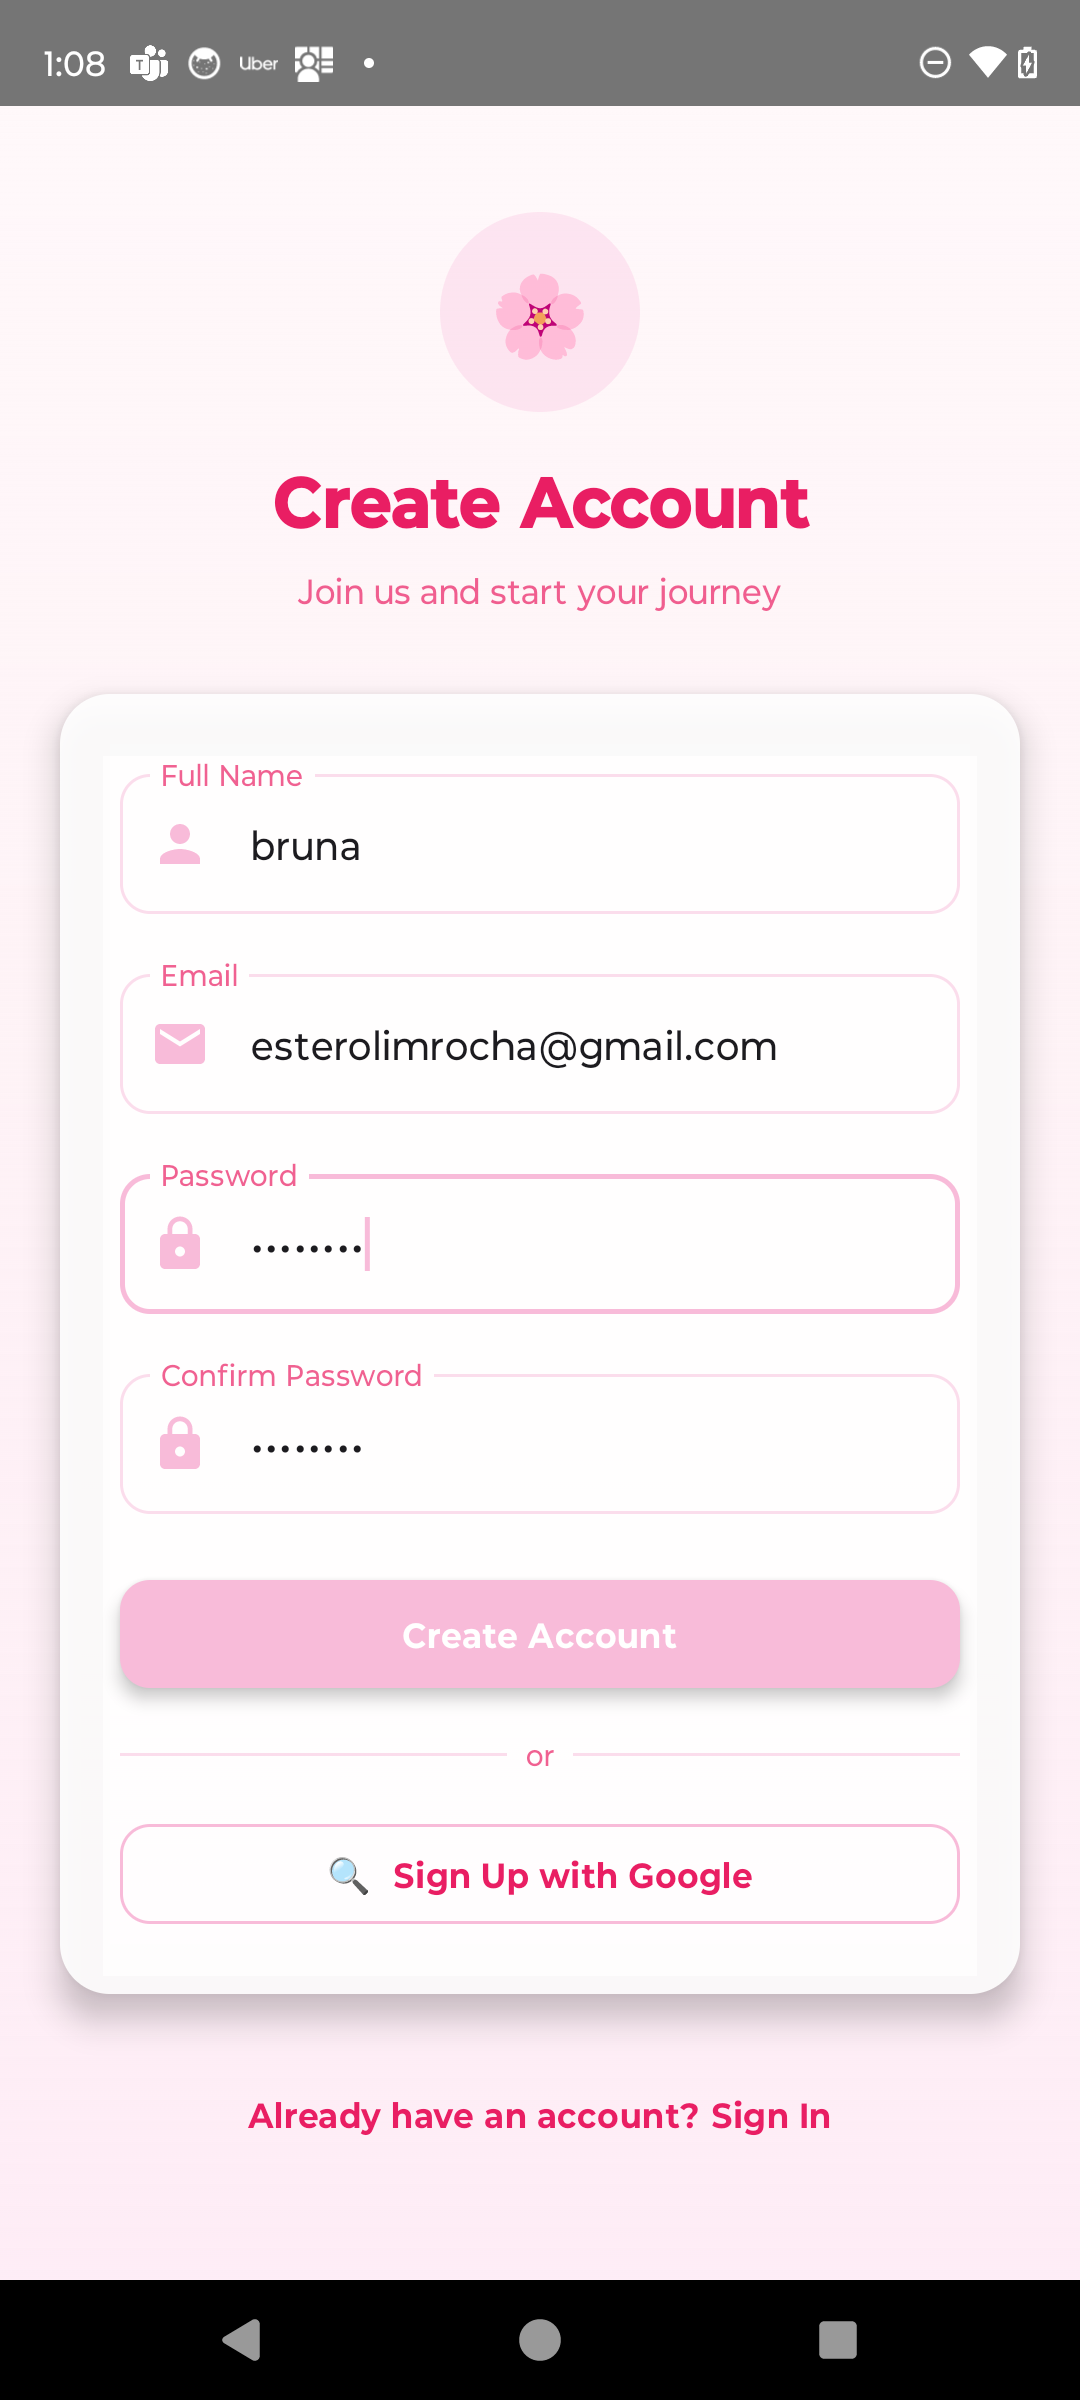 1:08 Uber
Create Account
Join us and start your journey
Full Name
bruna
Email
esterolimrocha@gmail.com
Password
••••••••
Confirm Password
••••••••
Create Account
or
Sign Up with Google
Already have an account? Sign In